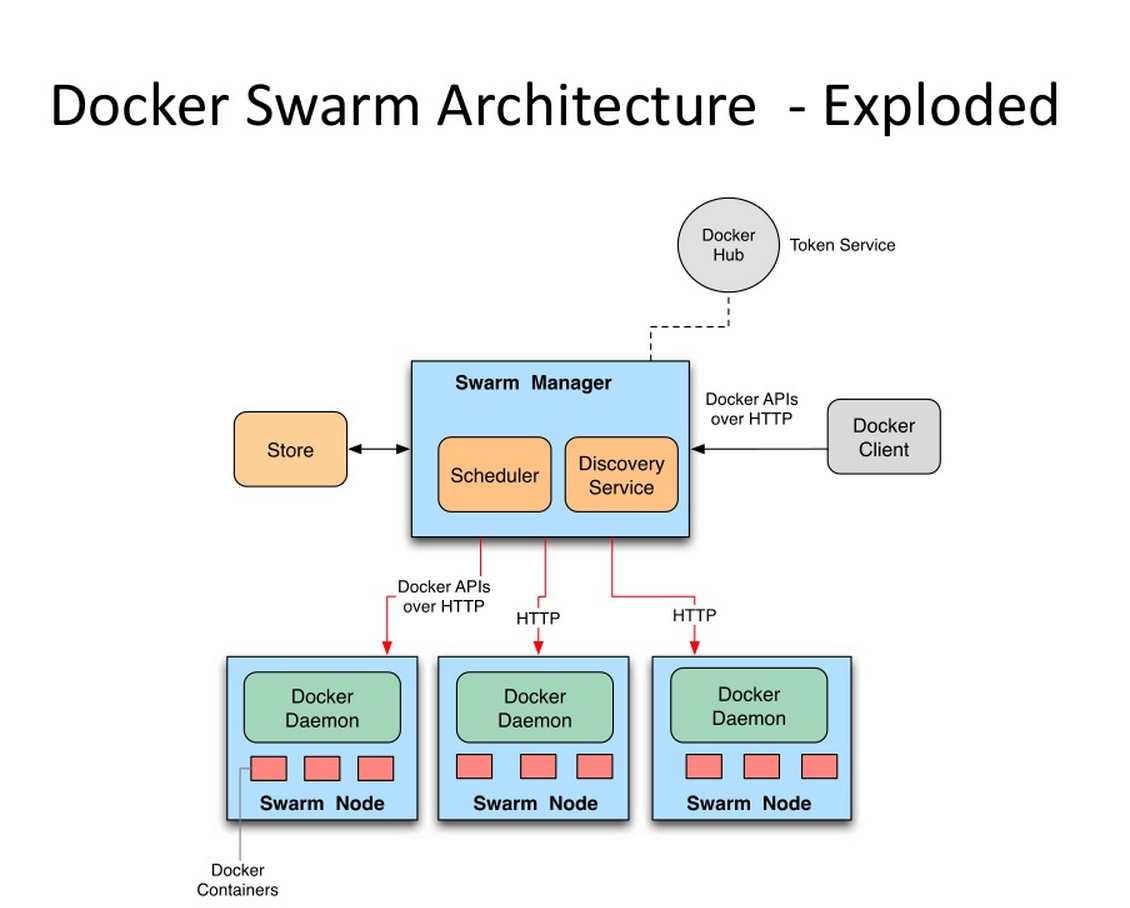 Docker Swarm Architecture - Exploded
Docker
Hub
Token Service
Swarm Manager
Docker APIs
over HTTP
Docker
Client
Store
Scheduler
Discovery
Service
Docker APIs
over HTTP
HTTP
HTTP
Docker
Daemon
Docker
Daemon
Docker
Daemon
Swarm Node
Swarm Node
Swarm Node
Docker
Containers